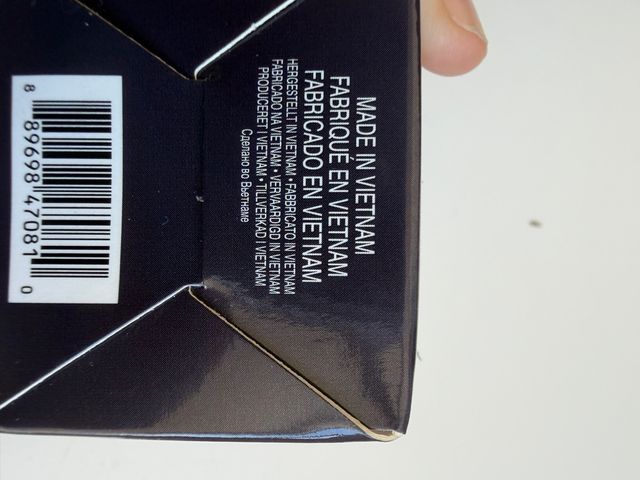 MADE IN VIETNAM
FABRIQUÉ EN VIETNAM
FABRICADO EN VIETNAM
HERGESTELLT IN VIETNAM • FABBRICATO IN VIETNAM
FABRICADO NA VIETNAM • VERVAARDIGD IN VIETNAM
PRODUCERET I VIETNAM • TILLVERKAD I VIETNAM
Сделано во Вьетнаме
8 89698 47081 0